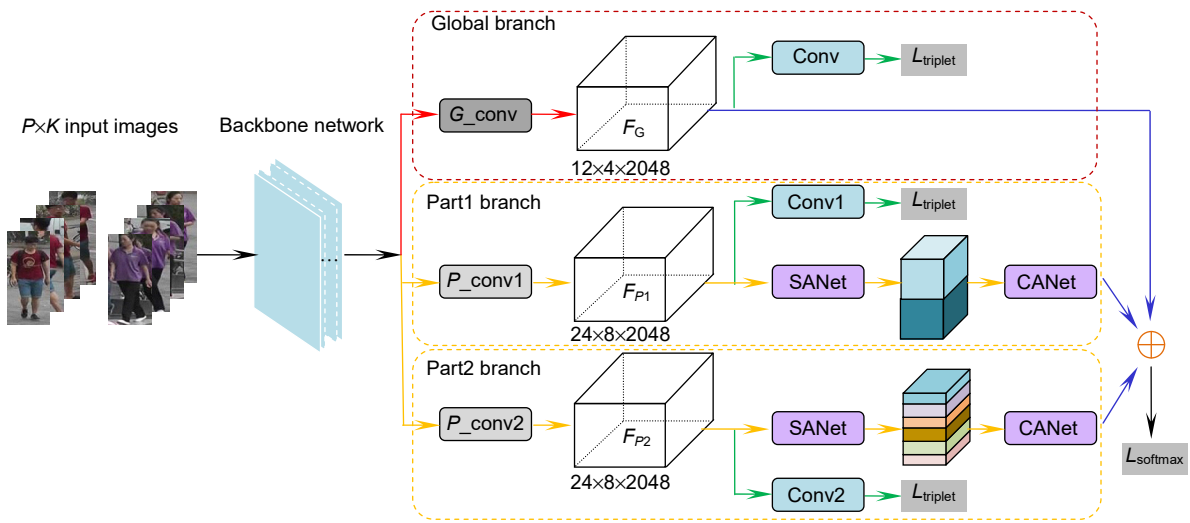 P×K input images
Backbone network
...
Global branch
G_conv
F_G
12×4×2048
Conv
L_triplet
Part1 branch
P_conv1
F_P1
24×8×2048
Conv1
L_triplet
SANet
CANet
Part2 branch
P_conv2
F_P2
24×8×2048
SANet
CANet
Conv2
L_triplet
L_softmax